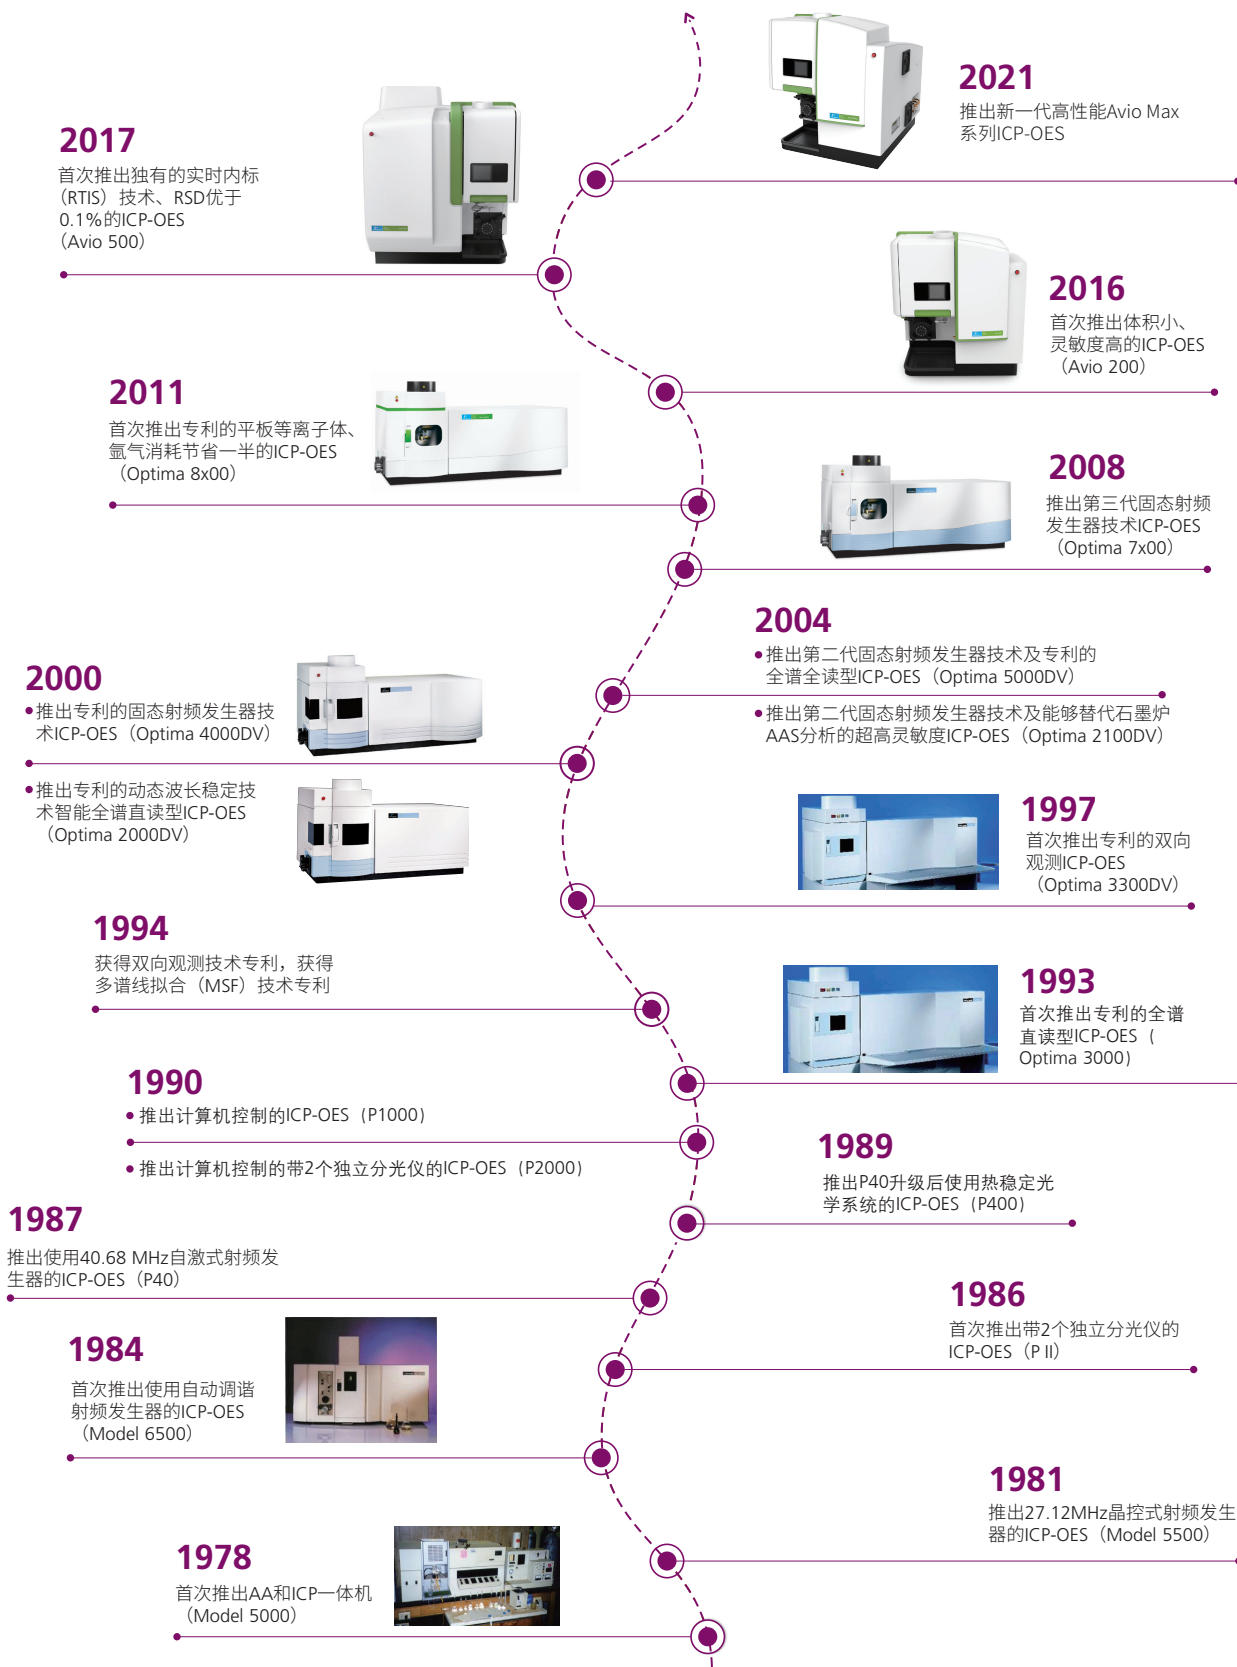 2021
推出新一代高性能Avio Max
系列ICP-OES
2017
首次推出独有的实时内标
（RTIS）技术、RSD优于
0.1%的ICP-OES
（Avio 500）
2016
首次推出体积小、
灵敏度高的ICP-OES
（Avio 200）
2011
首次推出专利的平板等离子体、
氩气消耗节省一半的ICP-OES
（Optima 8x00）
2008
推出第三代固态射频
发生器技术ICP-OES
（Optima 7x00）
2004
推出第二代固态射频发生器技术及专利的
全谱全读型ICP-OES（Optima 5000DV）
推出第二代固态射频发生器技术及能够替代石墨炉
AAS分析的超高灵敏度ICP-OES（Optima 2100DV）
2000
推出专利的固态射频发生器技
术ICP-OES（Optima 4000DV）
推出专利的动态波长稳定技
术智能全谱直读型ICP-OES
（Optima 2000DV）
1997
首次推出专利的双向
观测ICP-OES
（Optima 3300DV）
1994
获得双向观测技术专利，获得
多谱线拟合（MSF）技术专利
1993
首次推出专利的全谱
直读型ICP-OES（
Optima 3000）
1990
推出计算机控制的ICP-OES（P1000）
推出计算机控制的带2个独立分光仪的ICP-OES（P2000）
1989
推出P40升级后使用热稳定光
学系统的ICP-OES（P400）
1987
推出使用40.68 MHz自激式射频发
生器的ICP-OES（P40）
1986
首次推出带2个独立分光仪的
ICP-OES（P II）
1984
首次推出使用自动调谐
射频发生器的ICP-OES
（Model 6500）
1981
推出27.12MHz晶控式射频发生
器的ICP-OES（Model 5500）
1978
首次推出AA和ICP一体机
（Model 5000）